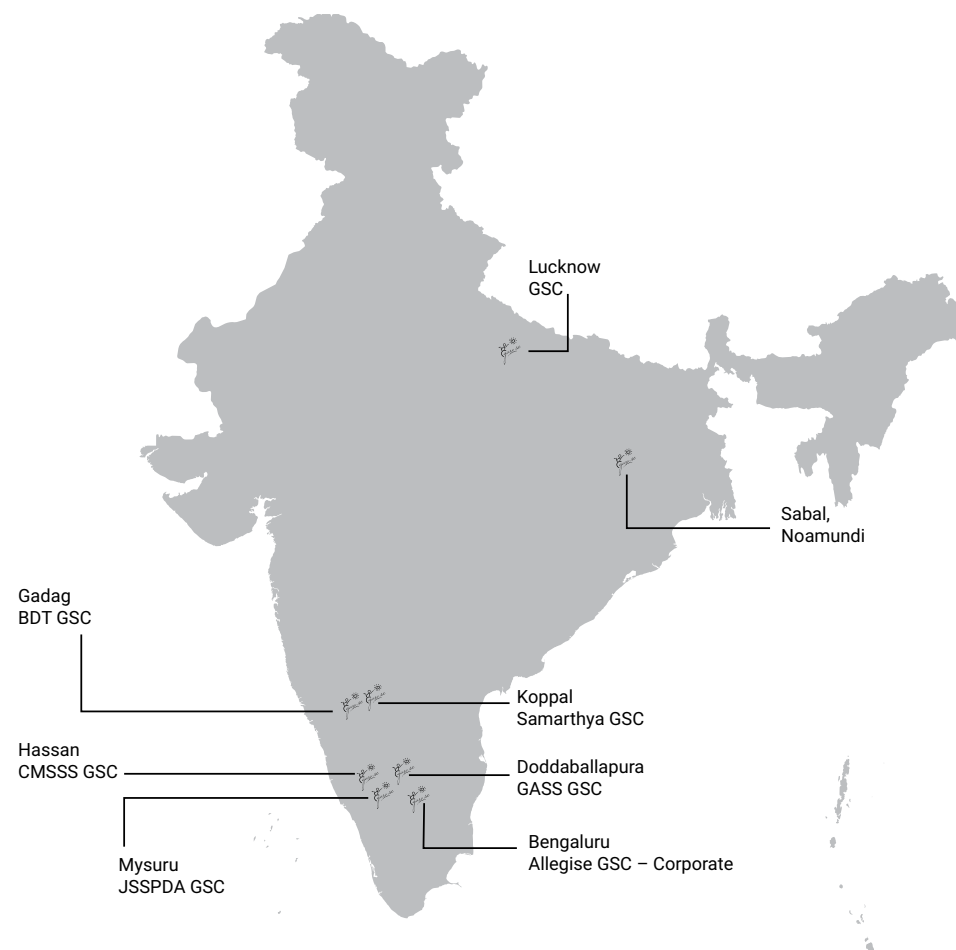 Lucknow
GSC
Sabal,
Noamundi
Gadag
BDT GSC
Koppal
Samarthya GSC
Hassan
CMSSS GSC
Doddaballapura
GASS GSC
Bengaluru
Allegise GSC – Corporate
Mysuru
JSSPDA GSC